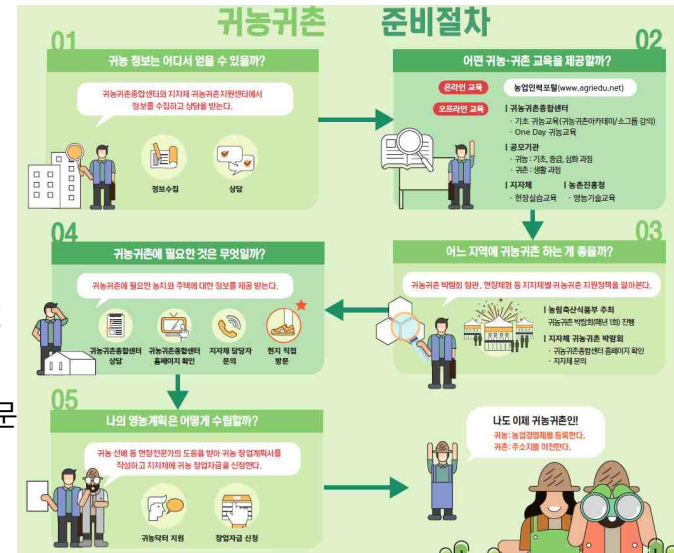 귀농귀촌 준비절차
01
귀농 정보는 어디서 얻을 수 있을까?
귀농귀촌종합센터와 지자체 귀농귀촌지원센터에서
정보를 수집하고 상담을 받는다.
정보수집
상담
02
어떤 귀농·귀촌 교육을 제공할까?
온라인 교육
농업인력포털(www.agriedu.net)
오프라인 교육
| 귀농귀촌종합센터
· 기초 귀농교육(귀농귀촌아카데미/소그룹 강의)
· One Day 귀농교육
| 공모기관
· 귀농 : 기초, 중급, 심화 과정
· 귀촌 : 생활 과정
| 지자체 | 농촌진흥청
· 현장실습교육 · 영농기술교육
03
어느 지역에 귀농귀촌 하는 게 좋을까?
귀농귀촌 박람회 참관, 현장체험 등 지자체별 귀농귀촌 지원정책을 알아본다.
| 농림축산식품부 주최
귀농귀촌 박람회(매년 1회) 진행
| 지자체 귀농귀촌 박람회
· 귀농귀촌종합센터 홈페이지 확인
· 지자체 문의
04
귀농귀촌에 필요한 것은 무엇일까?
귀농귀촌에 필요한 농지와 주택에 대한 정보를 제공 받는다.
귀농귀촌종합센터
상담
귀농귀촌종합센터
홈페이지 확인
지자체 담당자
문의
현지 직접
방문
문
05
나의 영농계획은 어떻게 수립할까?
귀농 선배 등 현장전문가의 도움을 받아 귀농 창업계획서를
작성하고 지자체에 귀농 창업자금을 신청한다.
귀농닥터 지원
창업자금 신청
나도 이제 귀농귀촌인!!
귀농: 농업경영체를 등록한다.
귀촌: 주소지를 이전한다.